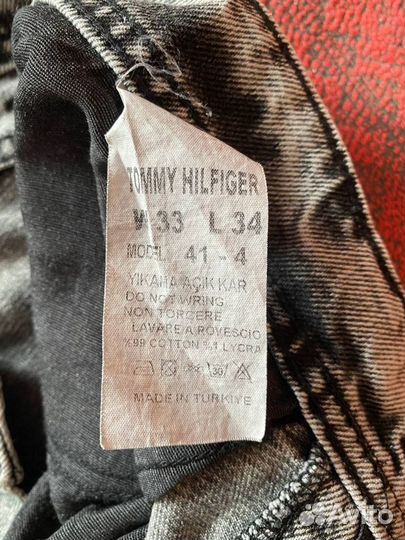 TOMMY HILFIGER
W 33 L 34
MODEL 41 - 4
YIKAMA AÇIK KAR
DO NOT WRING
NON TORCERE
LAVARE A ROVESCIO
%99 COTTON %1 LYCRA
30
MADE IN TURKIYE
Avito